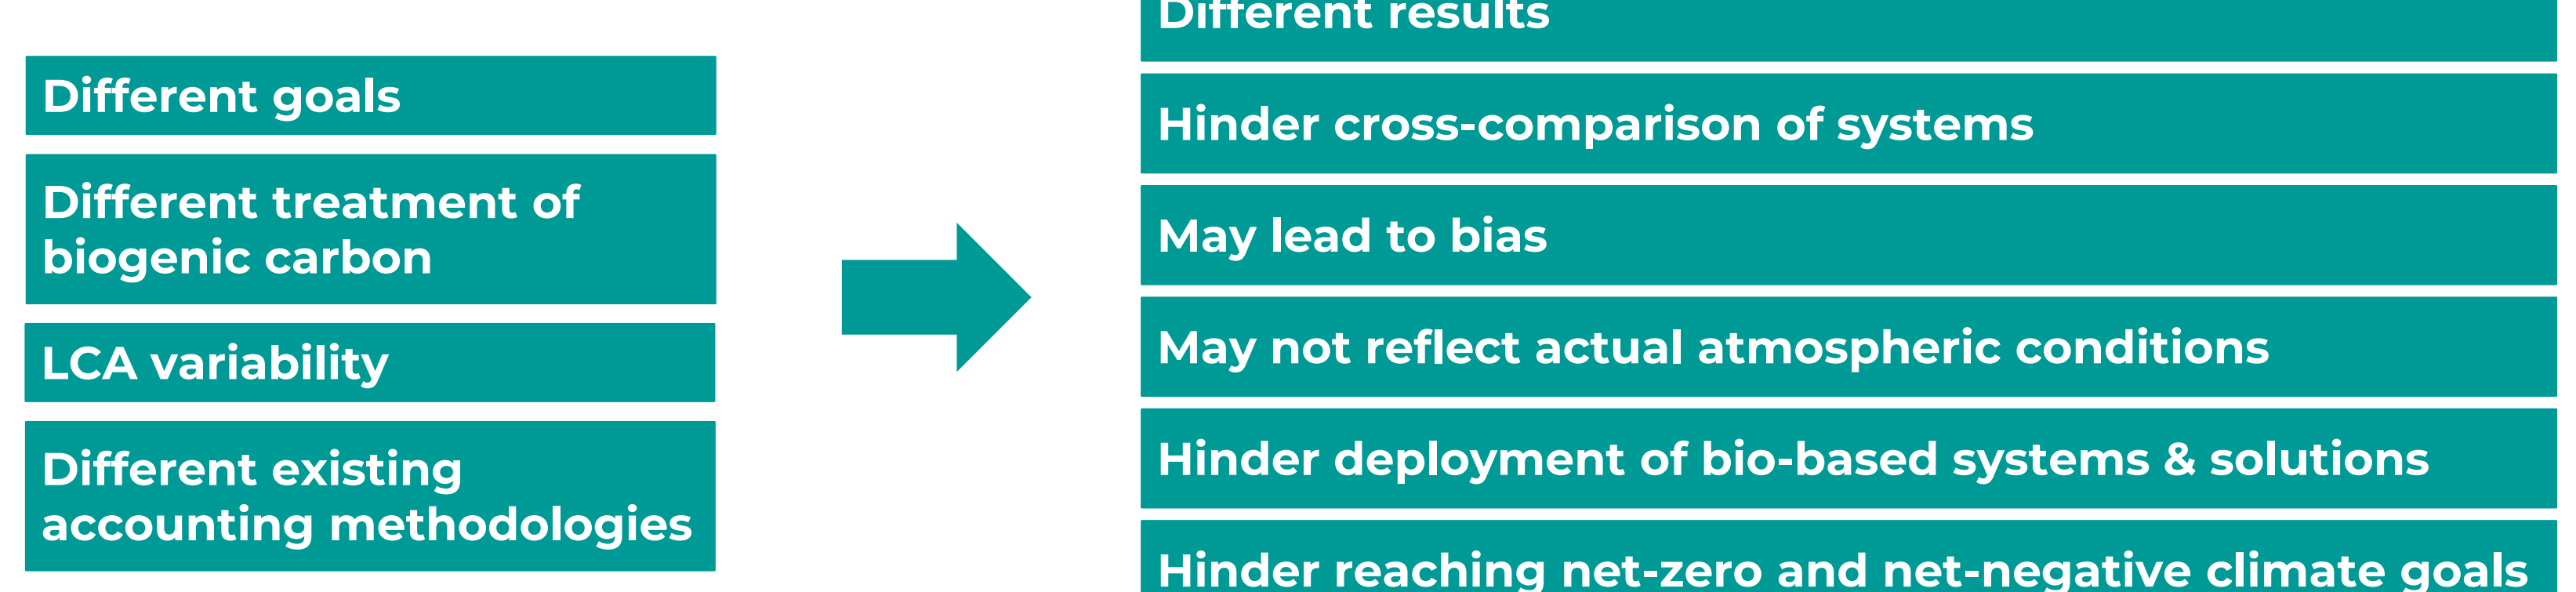 Different goals
Different treatment of
biogenic carbon
LCA variability
Different existing
accounting methodologies
Different results
Hinder cross-comparison of systems
May lead to bias
May not reflect actual atmospheric conditions
Hinder deployment of bio-based systems & solutions
Hinder reaching net-zero and net-negative climate goals